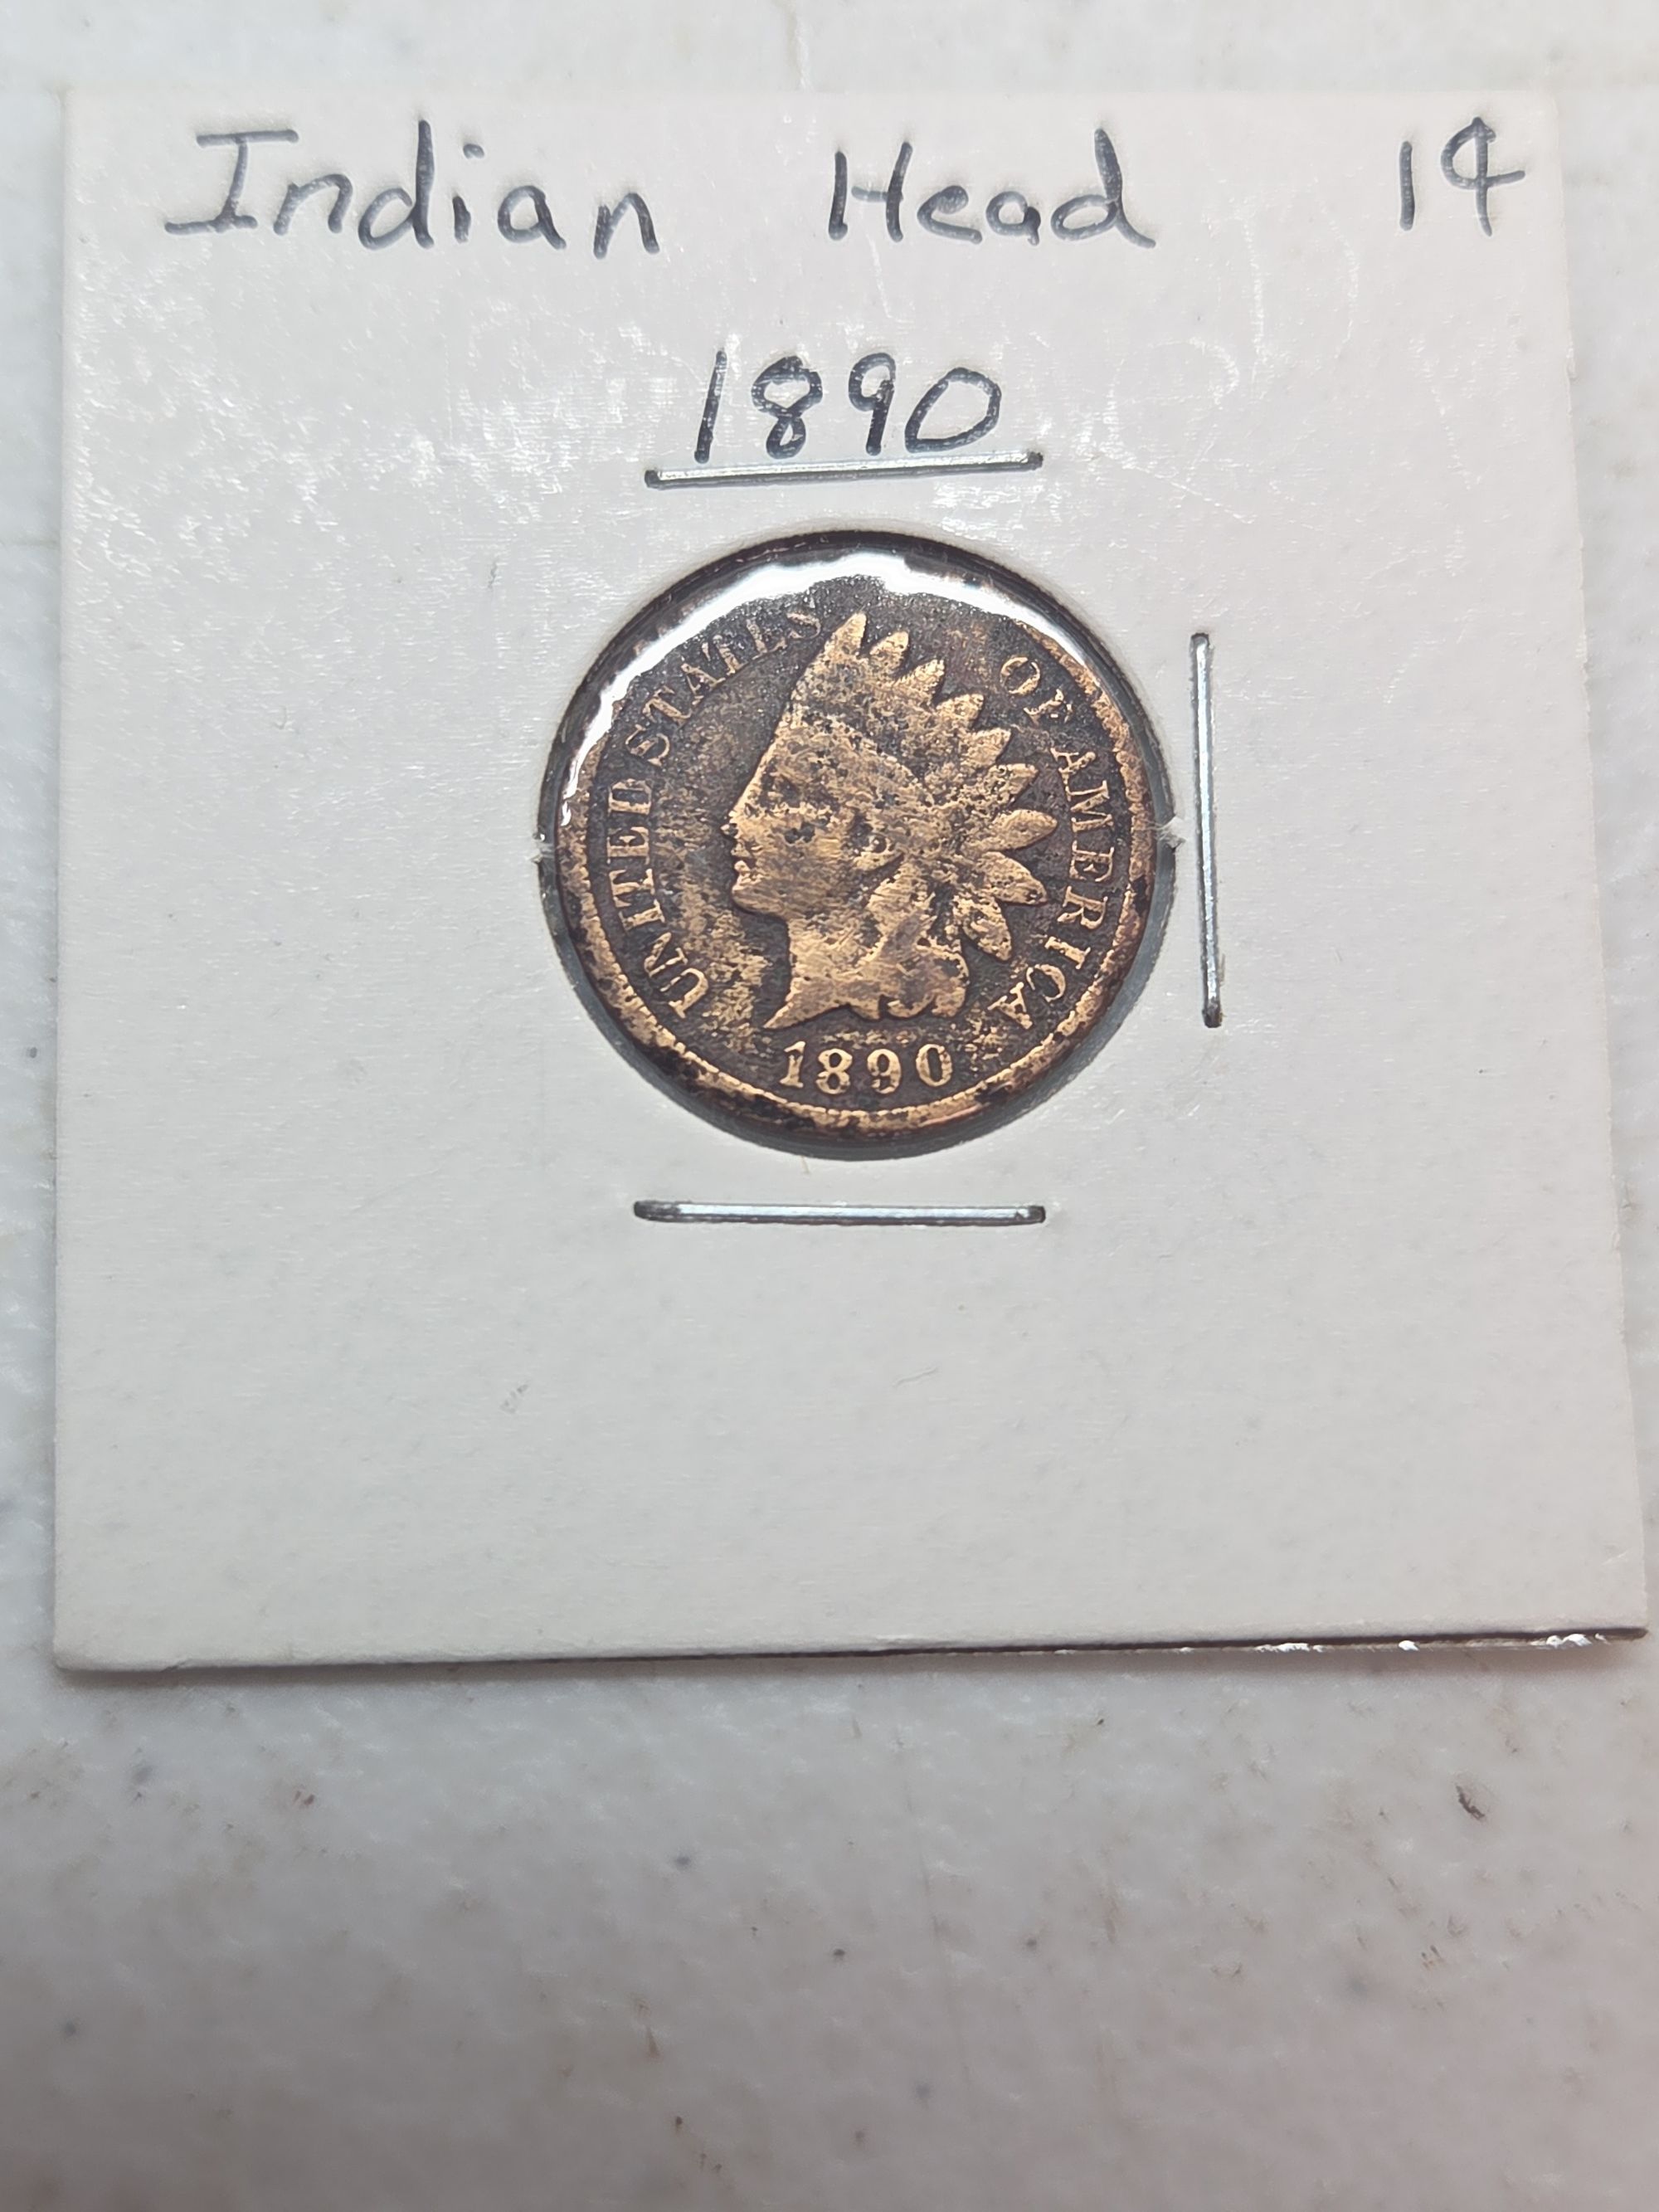 Indian Head 1¢
1890
UNITED STATES OF AMERICA
1890